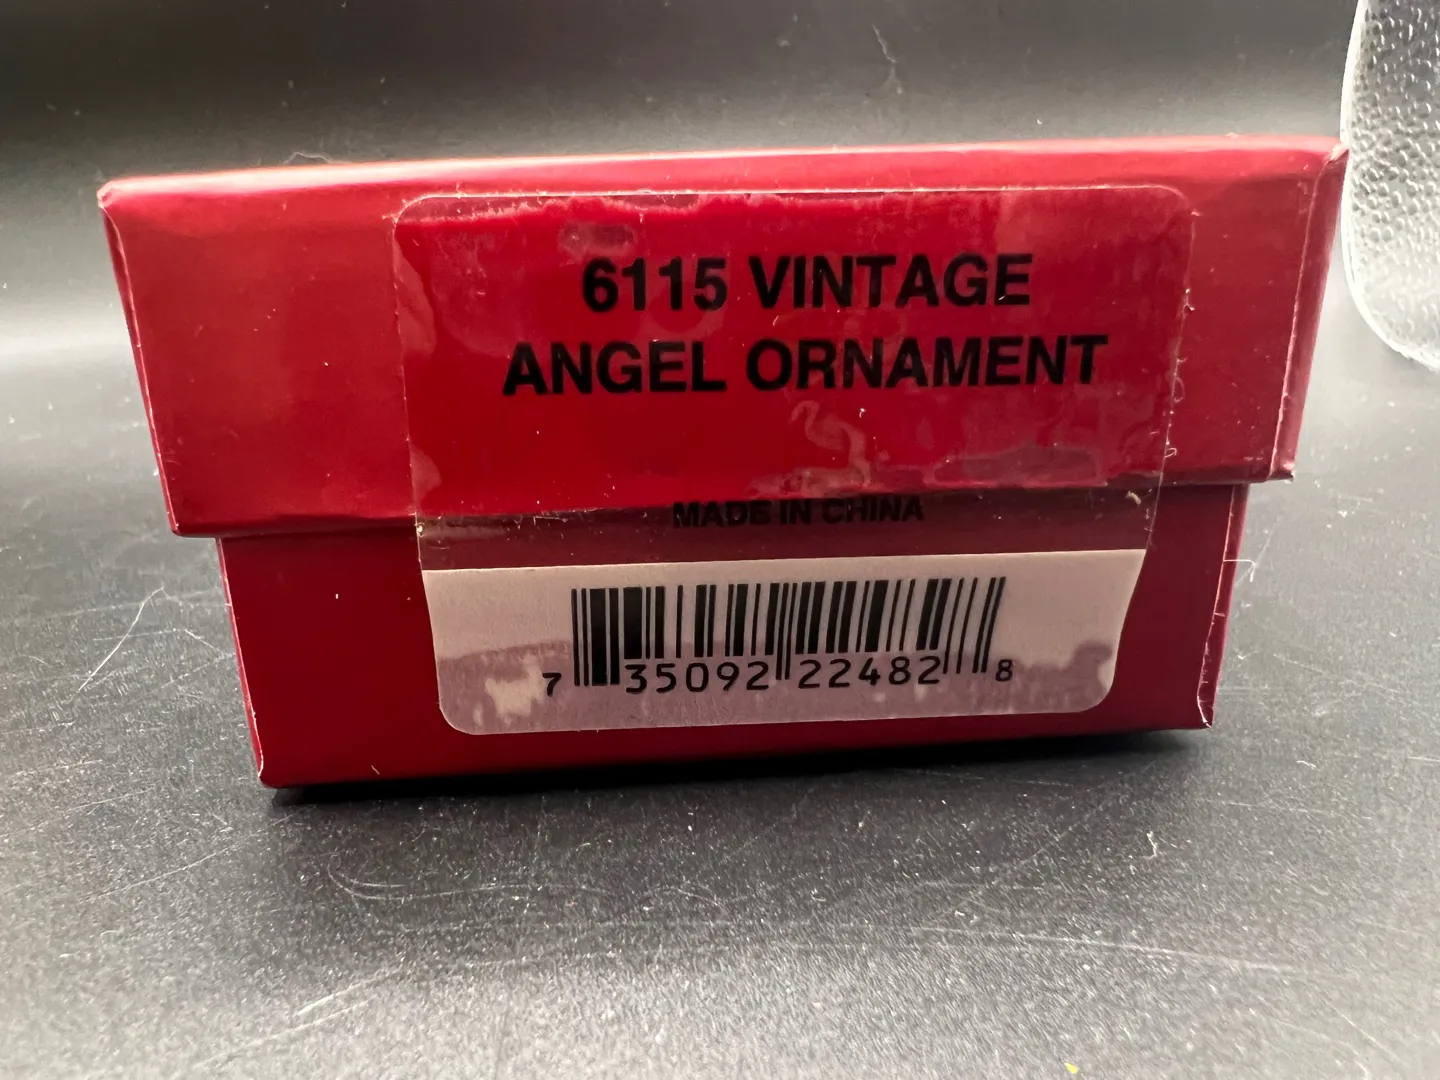 6115 VINTAGE
ANGEL ORNAMENT
MADE IN CHINA
7 35092 22482 8